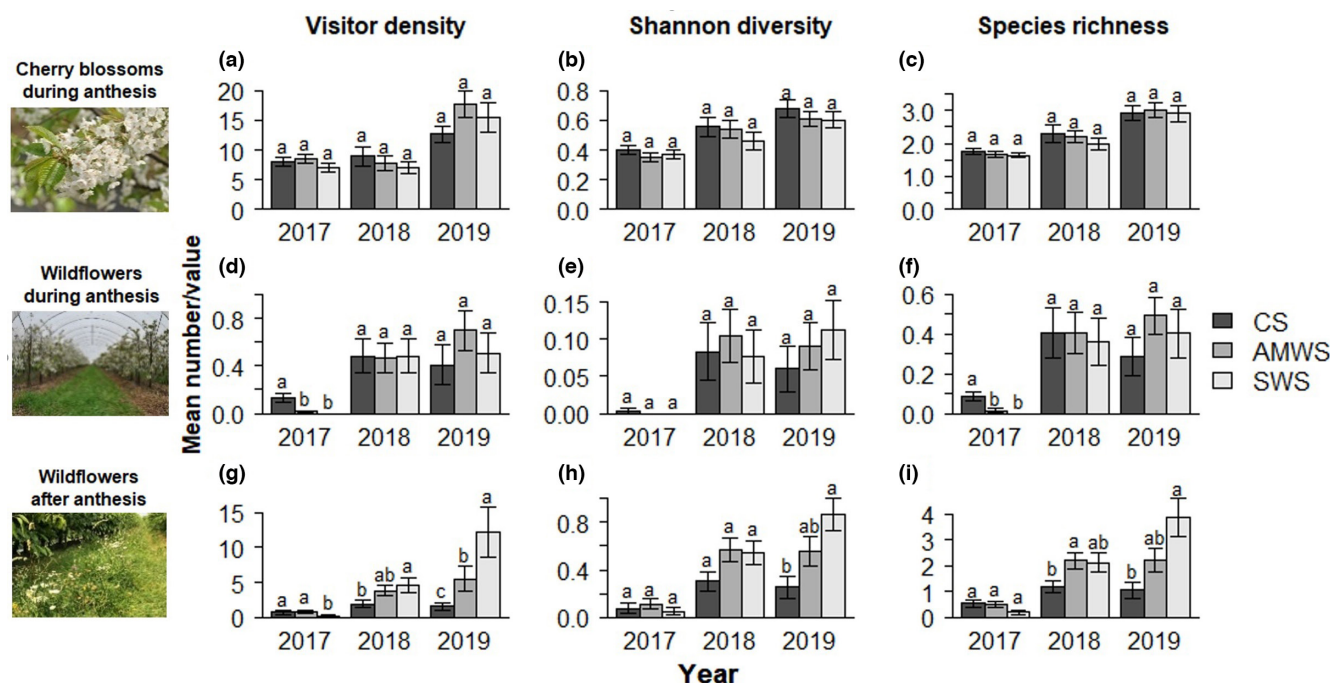 Visitor density
Shannon diversity
Species richness
Cherry blossoms
during anthesis
(a)
20
15
10
5
0
a a a
a a a
a a a
2017 2018 2019
(b)
0.8
0.6
0.4
0.2
0.0
a a a
a a a
a a a
2017 2018 2019
(c)
3.0
2.0
1.0
0.0
a a a
a a a
a a a
2017 2018 2019
Mean number/value
Wildflowers
during anthesis
(d)
0.8
0.4
0.0
a b b
a a a
a a a
2017 2018 2019
(e)
0.15
0.10
0.05
0.00
a a a
a a a
a a a
2017 2018 2019
(f)
0.6
0.4
0.2
0.0
a b b
a a a
a a a
2017 2018 2019
CS
AMWS
SWS
Wildflowers
after anthesis
(g)
15
10
5
0
a a b
b ab a
c b a
2017 2018 2019
(h)
0.8
0.4
0.0
a a a
a a a
b ab a
2017 2018 2019
(i)
4
3
2
1
0
a a a
b a ab
b ab a
2017 2018 2019
Year